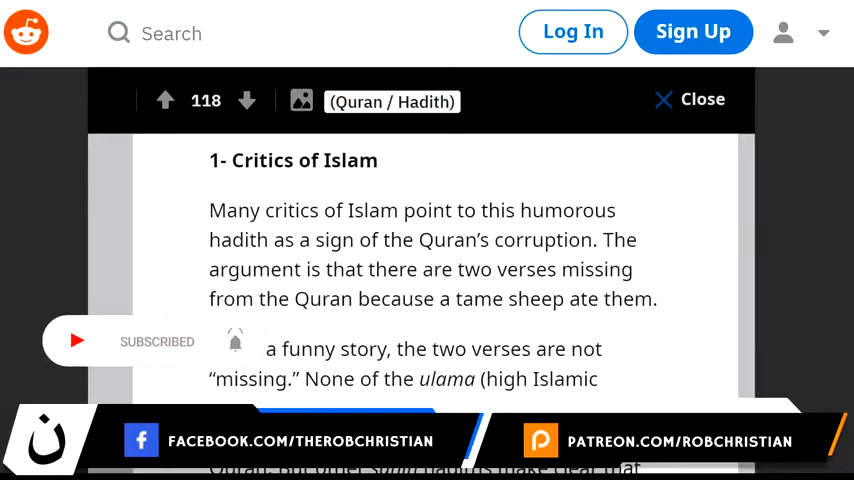 Search
Log In
Sign Up
118
(Quran / Hadith)
Close
1- Critics of Islam
Many critics of Islam point to this humorous
hadith as a sign of the Quran’s corruption. The
argument is that there are two verses missing
from the Quran because a tame sheep ate them.
SUBSCRIBED
a funny story, the two verses are not
“missing.” None of the ulama (high Islamic
ن
FACEBOOK.COM/THEROBCHRISTIAN
PATREON.COM/ROBCHRISTIAN